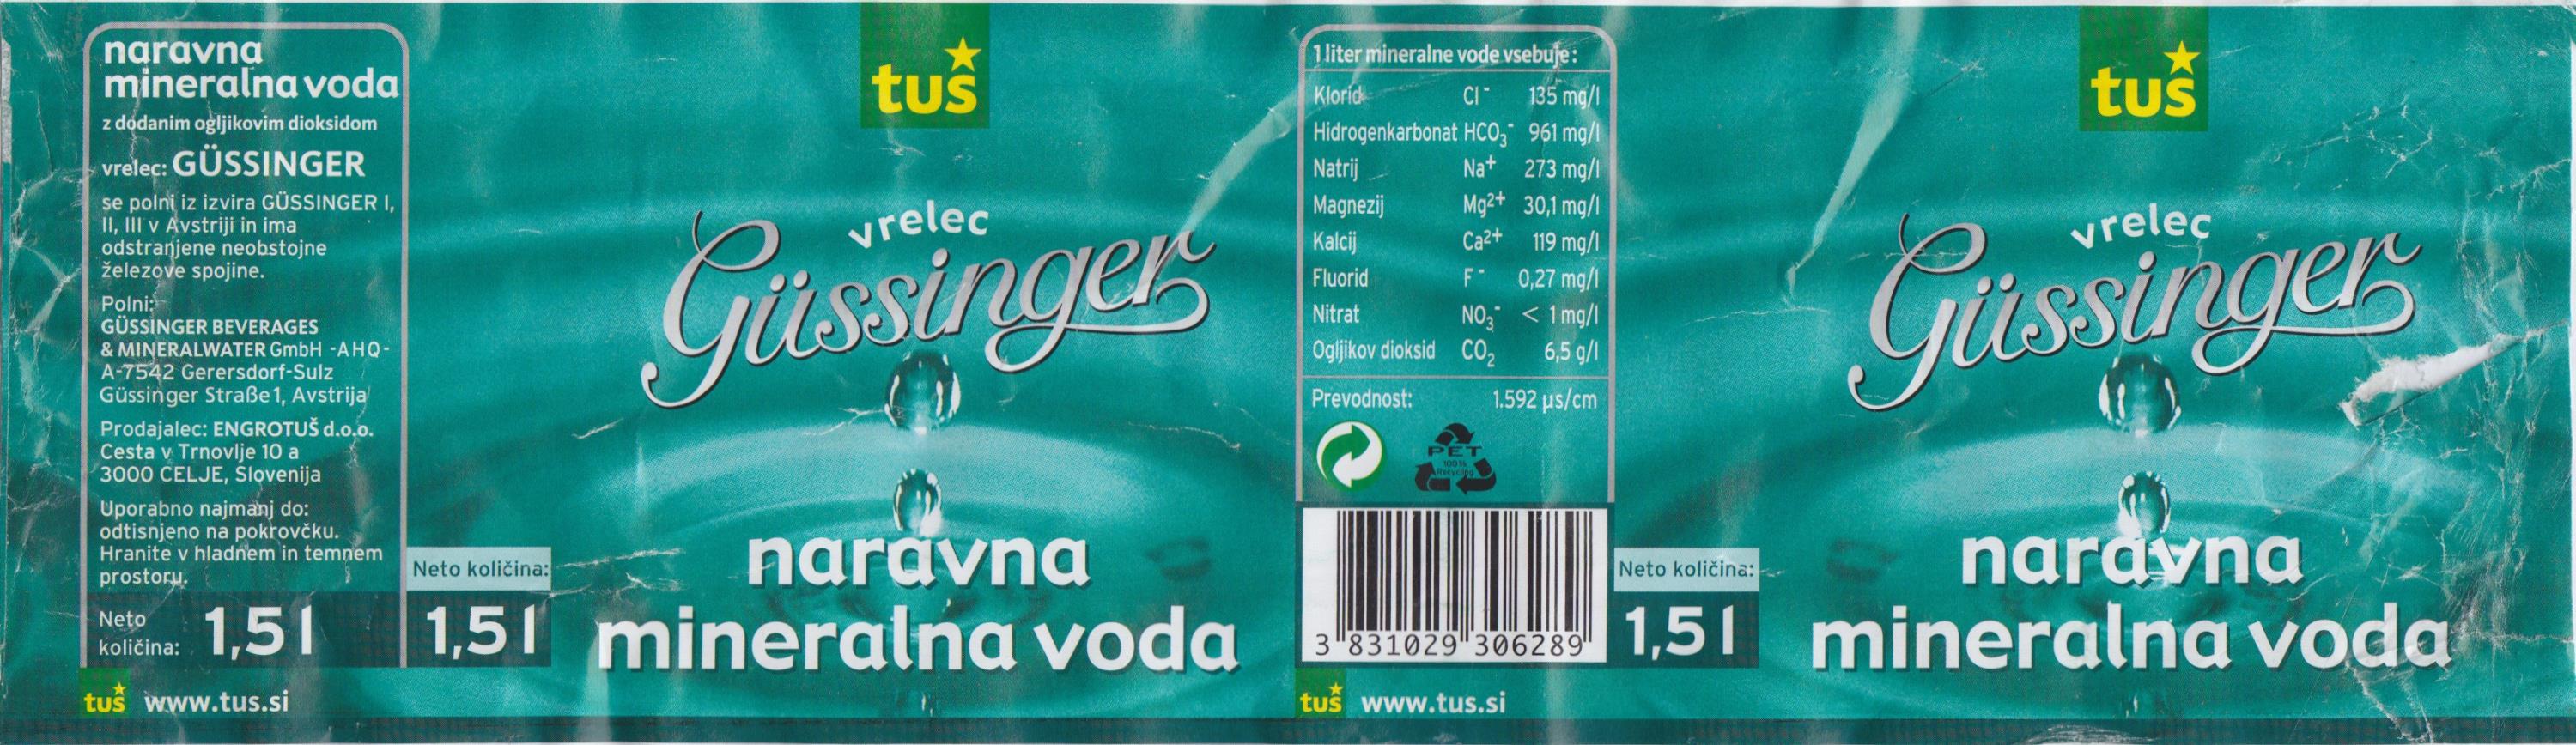 naravna
mineralna voda
z dodanim ogljikovim dioksidom
vrelec: GÜSSINGER
se polni iz izvira GÜSSINGER I,
II, III v Avstriji in ima
odstranjene neobstojne
železove spojine.
Polni:
GÜSSINGER BEVERAGES
& MINERALWATER GmbH -AHQ-
A-7542 Gerersdorf-Sulz
Güssinger Straße 1, Avstrija
Prodajalec: ENGROTUŠ d.o.o.
Cesta v Trnovlje 10 a
3000 CELJE, Slovenija
Uporabno najmanj do:
odtisnjeno na pokrovčku.
Hranite v hladnem in temnem
prostoru.
Neto
količina: 1,5 l
tuš www.tus.si
Neto količina:
1,5 l
tuš
vrelec
Güssinger
naravna
mineralna voda
1 liter mineralne vode vsebuje:
Klorid Cl⁻ 135 mg/l
Hidrogenkarbonat HCO₃⁻ 961 mg/l
Natrij Na⁺ 273 mg/l
Magnezij Mg²⁺ 30,1 mg/l
Kalcij Ca²⁺ 119 mg/l
Fluorid F⁻ 0,27 mg/l
Nitrat NO₃⁻ < 1 mg/l
Ogljikov dioksid CO₂ 6,5 g/l
Prevodnost: 1.592 µs/cm
PET
100%
Recycling
3 831029 306289
tuš www.tus.si
Neto količina:
1,5 l
tuš
vrelec
Güssinger
naravna
mineralna voda